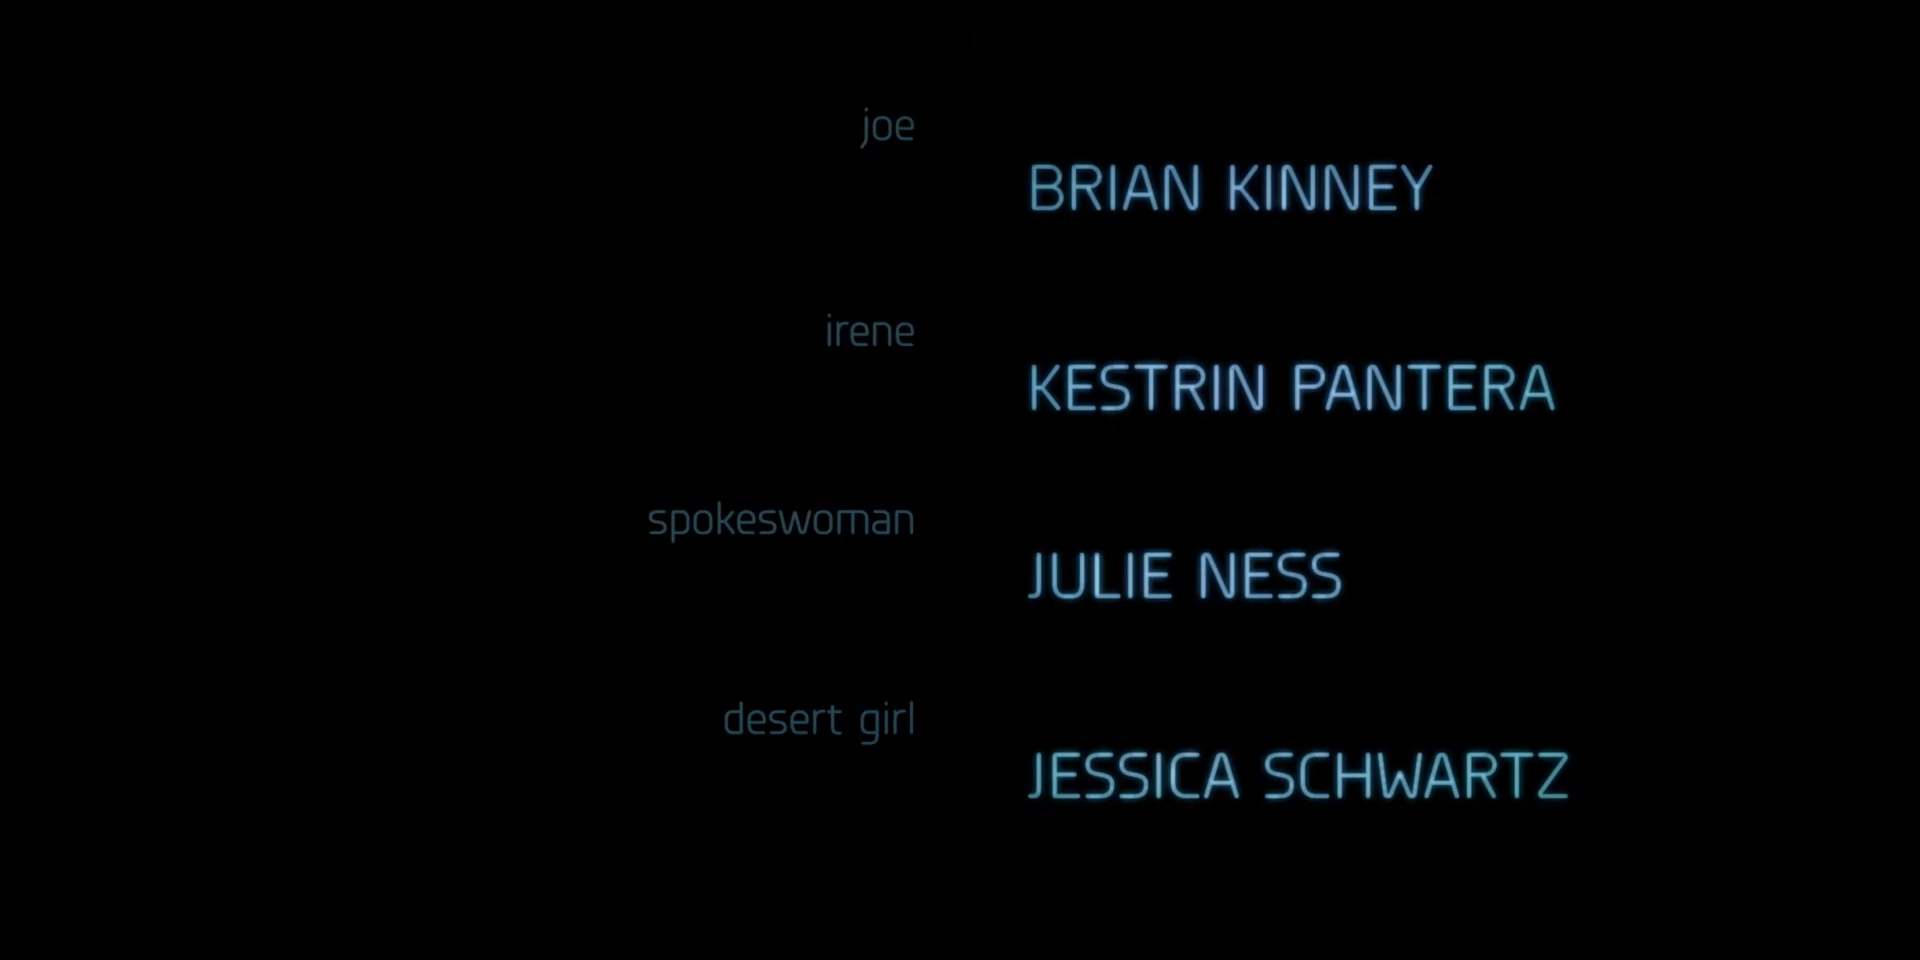 joe
BRIAN KINNEY
irene
KESTRIN PANTERA
spokeswoman
JULIE NESS
desert girl
JESSICA SCHWARTZ